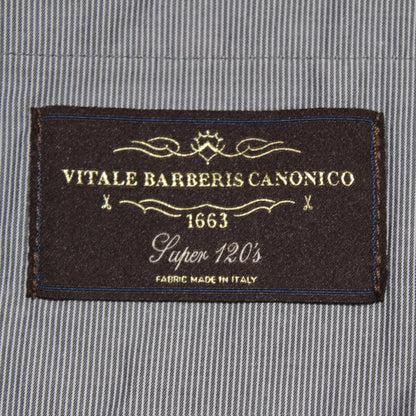 VITALE BARBERIS CANONICO
1663
Super 120's
FABRIC MADE IN ITALY